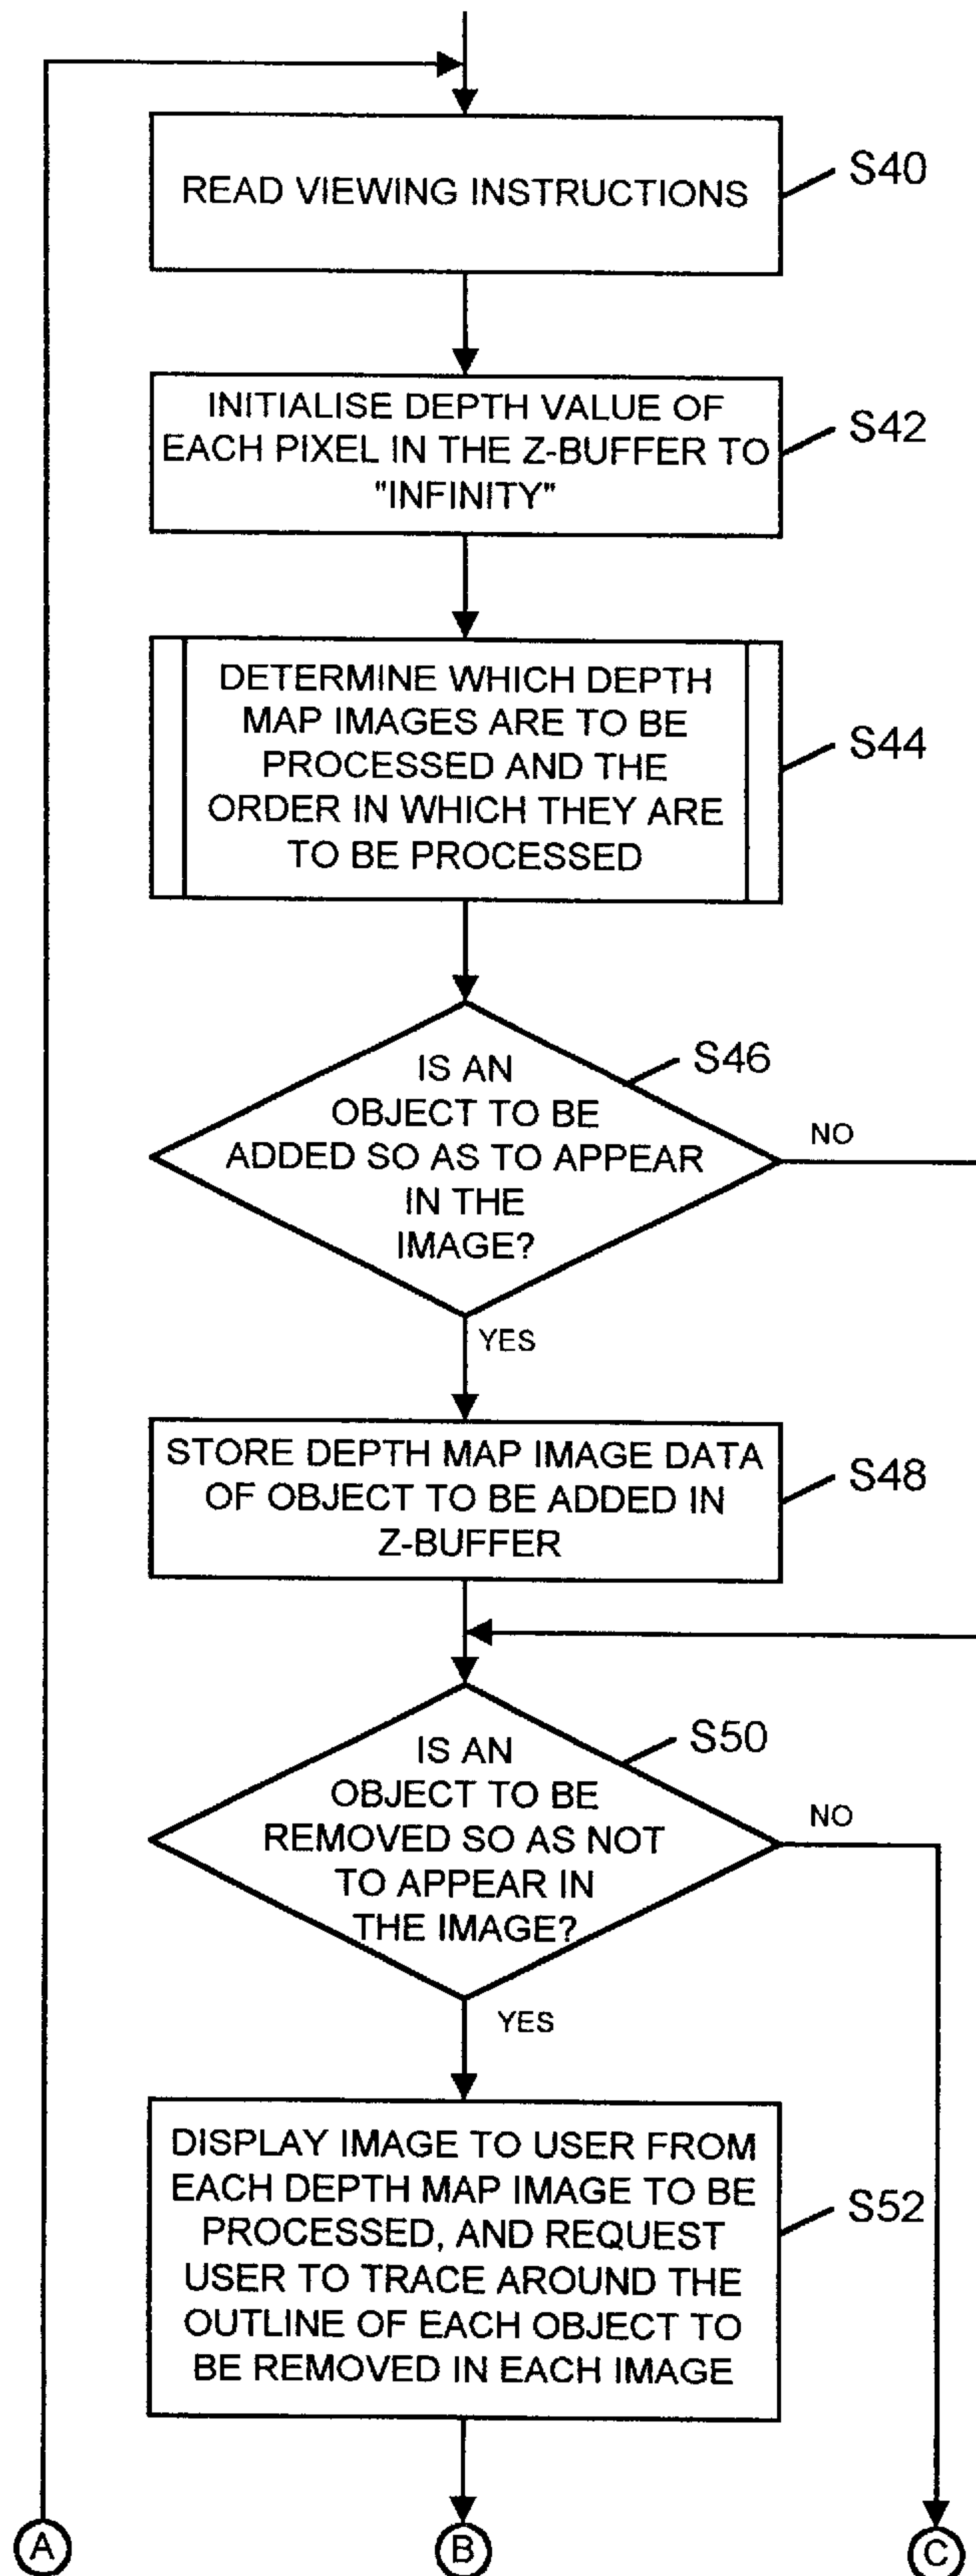 READ VIEWING INSTRUCTIONS
S40
INITIALISE DEPTH VALUE OF
EACH PIXEL IN THE Z-BUFFER TO
"INFINITY"
S42
DETERMINE WHICH DEPTH
MAP IMAGES ARE TO BE
PROCESSED AND THE
ORDER IN WHICH THEY ARE
TO BE PROCESSED
S44
IS AN
OBJECT TO BE
ADDED SO AS TO APPEAR
IN THE
IMAGE?
S46
NO
YES
STORE DEPTH MAP IMAGE DATA
OF OBJECT TO BE ADDED IN
Z-BUFFER
S48
IS AN
OBJECT TO BE
REMOVED SO AS NOT
TO APPEAR IN
THE IMAGE?
S50
NO
YES
DISPLAY IMAGE TO USER FROM
EACH DEPTH MAP IMAGE TO BE
PROCESSED, AND REQUEST
USER TO TRACE AROUND THE
OUTLINE OF EACH OBJECT TO
BE REMOVED IN EACH IMAGE
S52
A
B
C